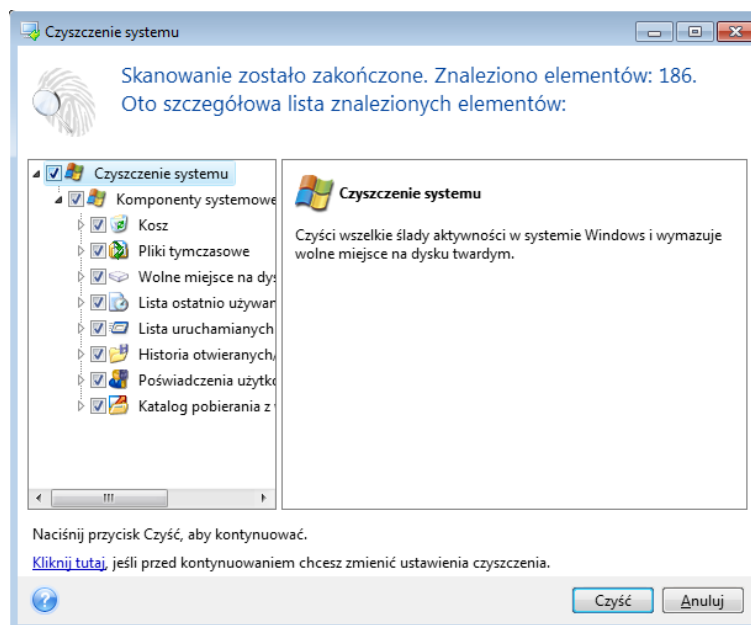 Czyszczenie systemu
Skanowanie zostało zakończone. Znaleziono elementów: 186.
Oto szczegółowa lista znalezionych elementów:
Czyszczenie systemu
Komponenty systemowe
Kosz
Pliki tymczasowe
Wolne miejsce na
Lista ostatnio
Lista uruchamianych
Historia otwieranych/
Poświadczenia
Katalog pobierania z
Czyszczenie systemu
Czyści wszelkie ślady aktywności w systemie Windows i wymazuje
wolne miejsce na dysku twardym.
Naciśnij przycisk Czyść, aby kontynuować.
Kliknij tutaj, jeśli przed kontynuowaniem chcesz zmienić ustawienia czyszczenia.
Czyść
Anuluj